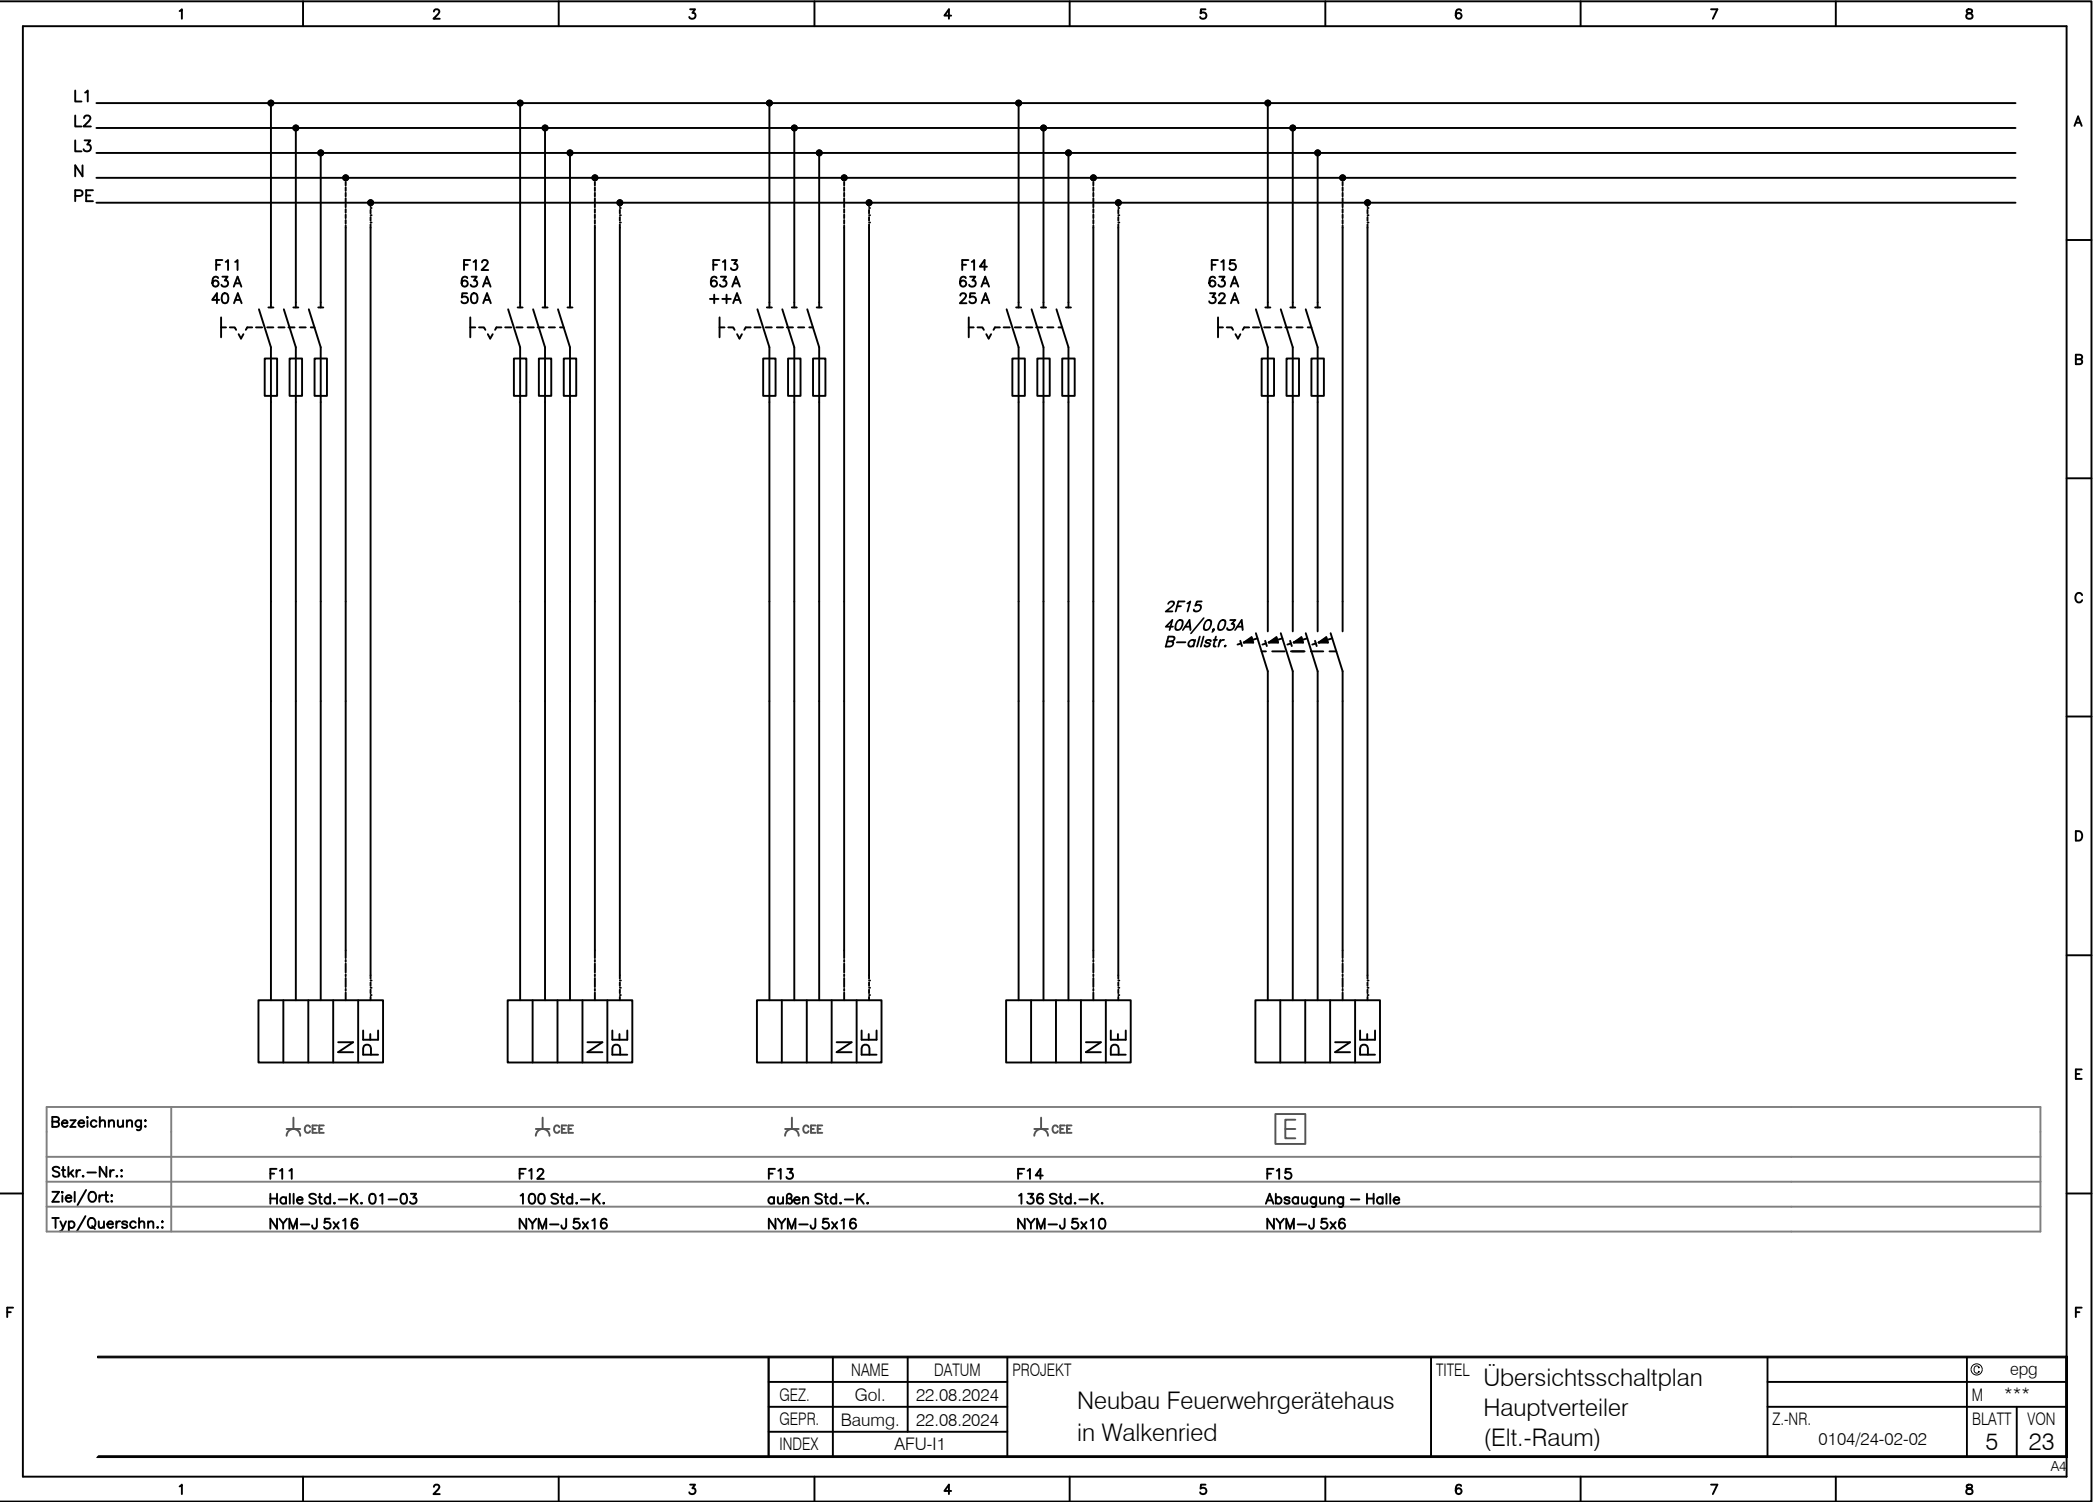 1 2 3 4 5 6 7 8
L1
L2
L3
N
PE
A
B
C
D
E
F
F
F11
63 A
40 A
F12
63 A
50 A
F13
63 A
++A
F14
63 A
25 A
F15
63 A
32 A
2F15
40A/0,03A
B-allstr.
N PE N PE N PE N PE N PE
Bezeichnung: CEE CEE CEE CEE E
Stkr.-Nr.: F11 F12 F13 F14 F15
Ziel/Ort: Halle Std.-K. 01-03 100 Std.-K. außen Std.-K. 136 Std.-K. Absaugung - Halle
Typ/Querschn.: NYM-J 5x16 NYM-J 5x16 NYM-J 5x16 NYM-J 5x10 NYM-J 5x6
NAME DATUM
GEZ. Gol. 22.08.2024
GEPR. Baumg. 22.08.2024
INDEX AFU-I1
PROJEKT
Neubau Feuerwehrgerätehaus
in Walkenried
TITEL Übersichtsschaltplan
Hauptverteiler
(Elt.-Raum)
Z.-NR.
0104/24-02-02
© epg
M ***
BLATT VON
5 23
A4
1 2 3 4 5 6 7 8